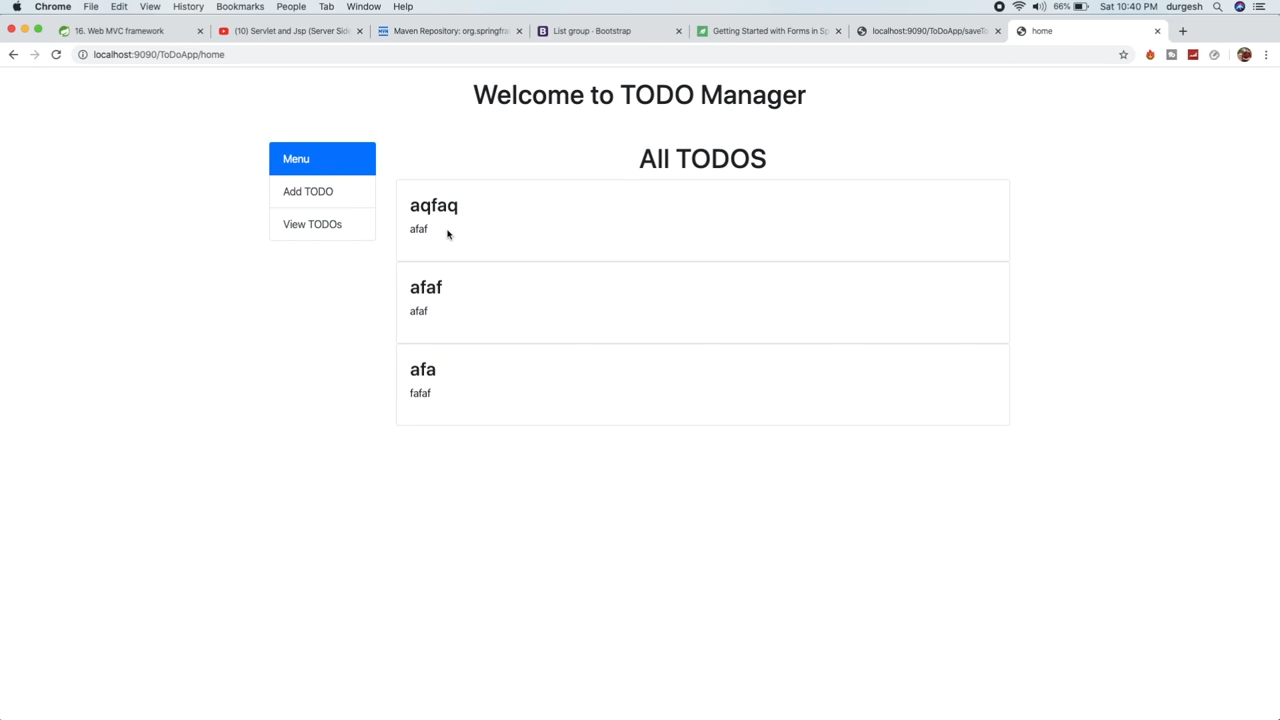 Chrome File Edit View History Bookmarks People Tab Window Help 66% Sat 10:40 PM durgesh
16. Web MVC framework (10) Servlet and Jsp (Server Sid Maven Repository: org.springfra List group · Bootstrap Getting Started with Forms in Sp localhost:9090/ToDoApp/saveTo home
localhost:9090/ToDoApp/home
Welcome to TODO Manager
Menu
Add TODO
View TODOs
All TODOS
aqfaq
afaf
afaf
afaf
afa
fafaf